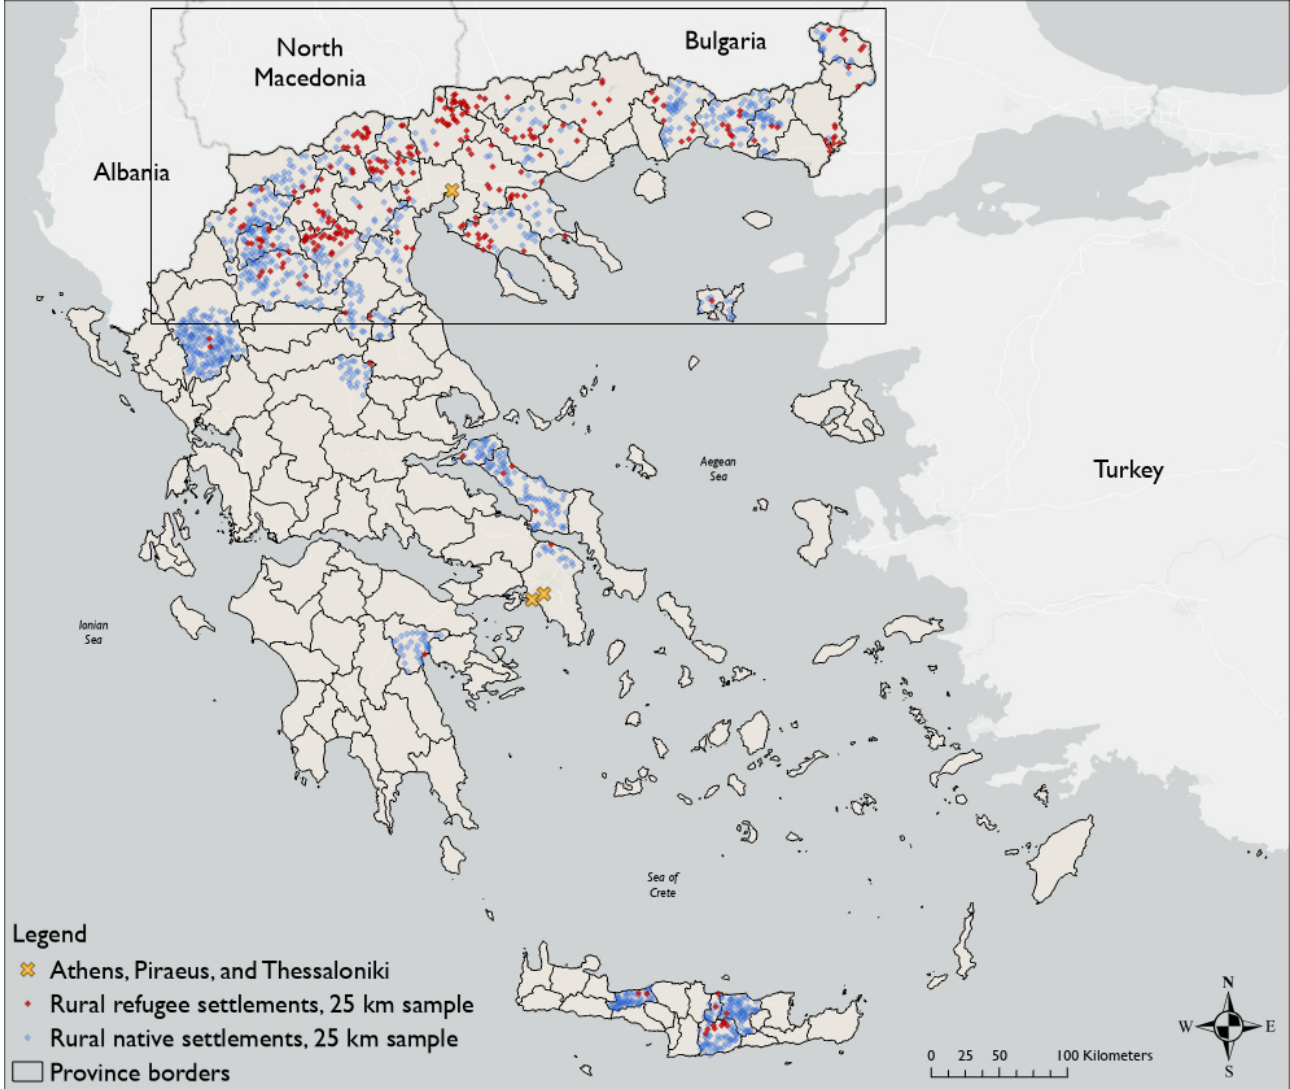 North
Macedonia
Bulgaria
Albania
Turkey
Aegean
Sea
Ionian
Sea
Sea of
Crete
Legend
Athens, Piraeus, and Thessaloniki
Rural refugee settlements, 25 km sample
Rural native settlements, 25 km sample
Province borders
0 25 50 100 Kilometers
N
W E
S